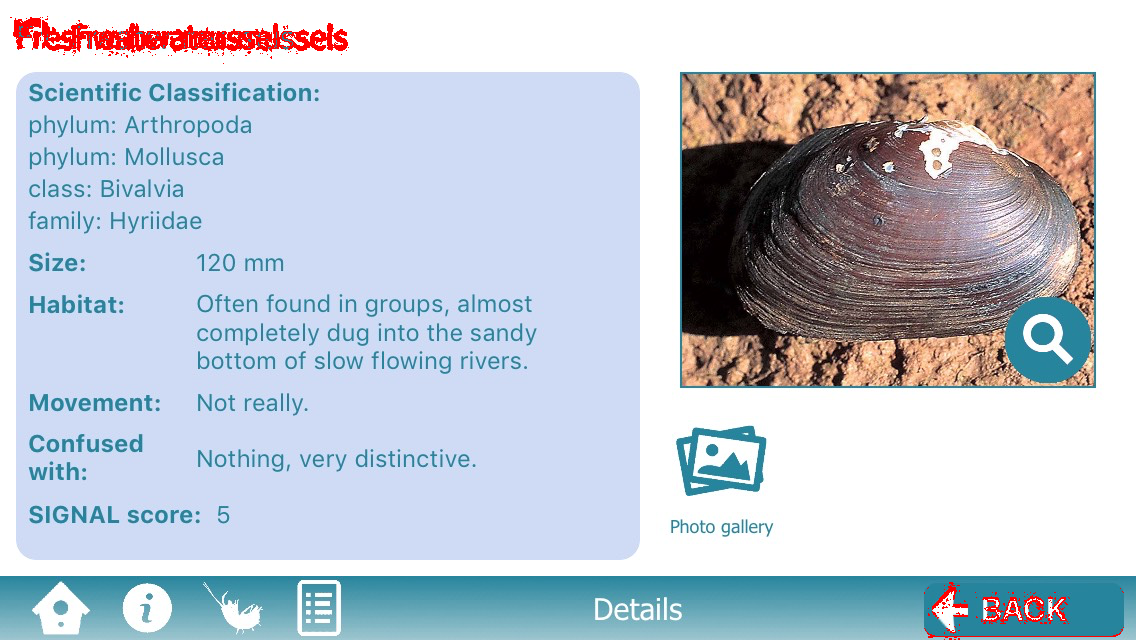 Scientific Classification:
phylum: Arthropoda
phylum: Mollusca
class: Bivalvia
family: Hyriidae
Size: 120 mm
Habitat: Often found in groups, almost
completely dug into the sandy
bottom of slow flowing rivers.
Movement: Not really.
Confused
with: Nothing, very distinctive.
SIGNAL score: 5
Photo gallery
Details
BACK